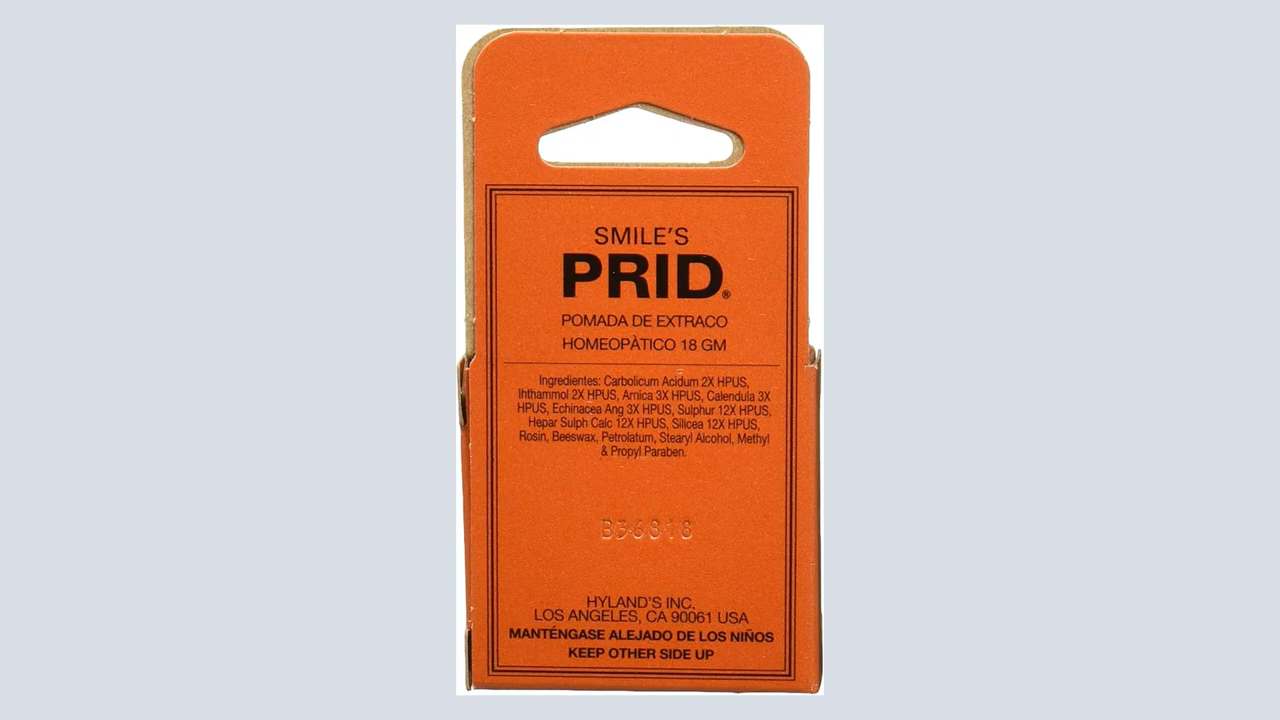 SMILE'S
PRID®
POMADA DE EXTRACO
HOMEOPÀTICO 18 GM
Ingredientes: Carbolicum Acidum 2X HPUS,
Ihthammol 2X HPUS, Arnica 3X HPUS, Calendula 3X
HPUS, Echinacea Ang 3X HPUS, Sulphur 12X HPUS,
Hepar Sulph Calc 12X HPUS, Silicea 12X HPUS,
Rosin, Beeswax, Petrolatum, Stearyl Alcohol, Methyl
& Propyl Paraben.
B36818
HYLAND'S INC.
LOS ANGELES, CA 90061 USA
MANTÉNGASE ALEJADO DE LOS NIÑOS
KEEP OTHER SIDE UP